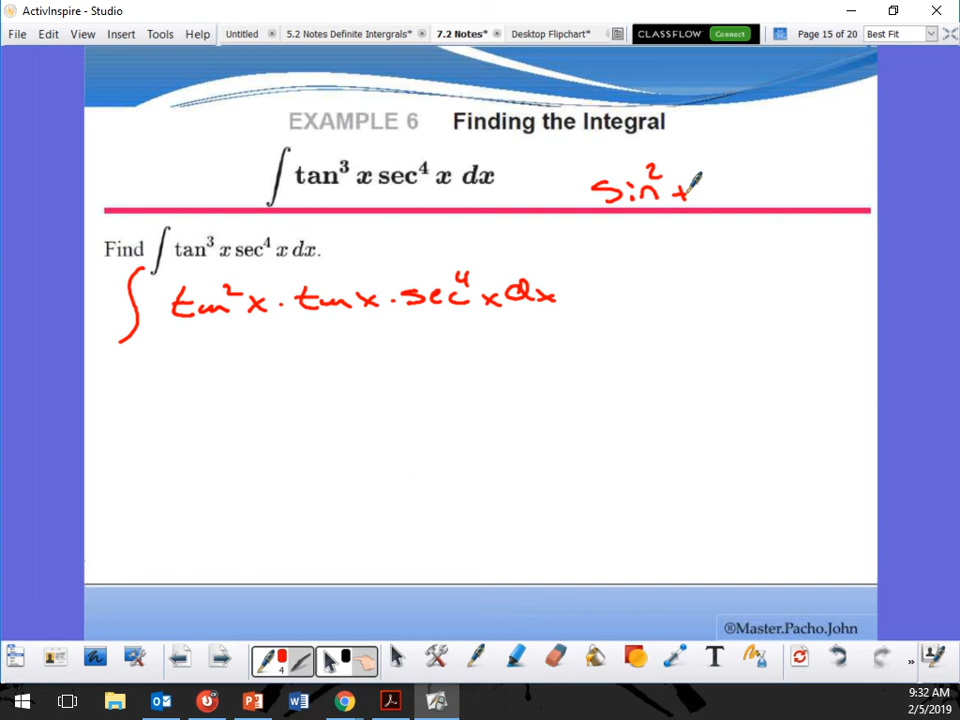 ActivInspire - Studio
File Edit View Insert Tools Help Untitled 5.2 Notes Definite Intergrals* 7.2 Notes* Desktop Flipchart* CLASSFLOW Connect Page 15 of 20 Best Fit
EXAMPLE 6 Finding the Integral
∫ tan³ x sec⁴ x dx
sin² x
Find ∫ tan³ x sec⁴ x dx.
∫ tan² x · tan x · sec⁴ x dx
®Master.Pacho.John
4 T »
9:32 AM
2/5/2019